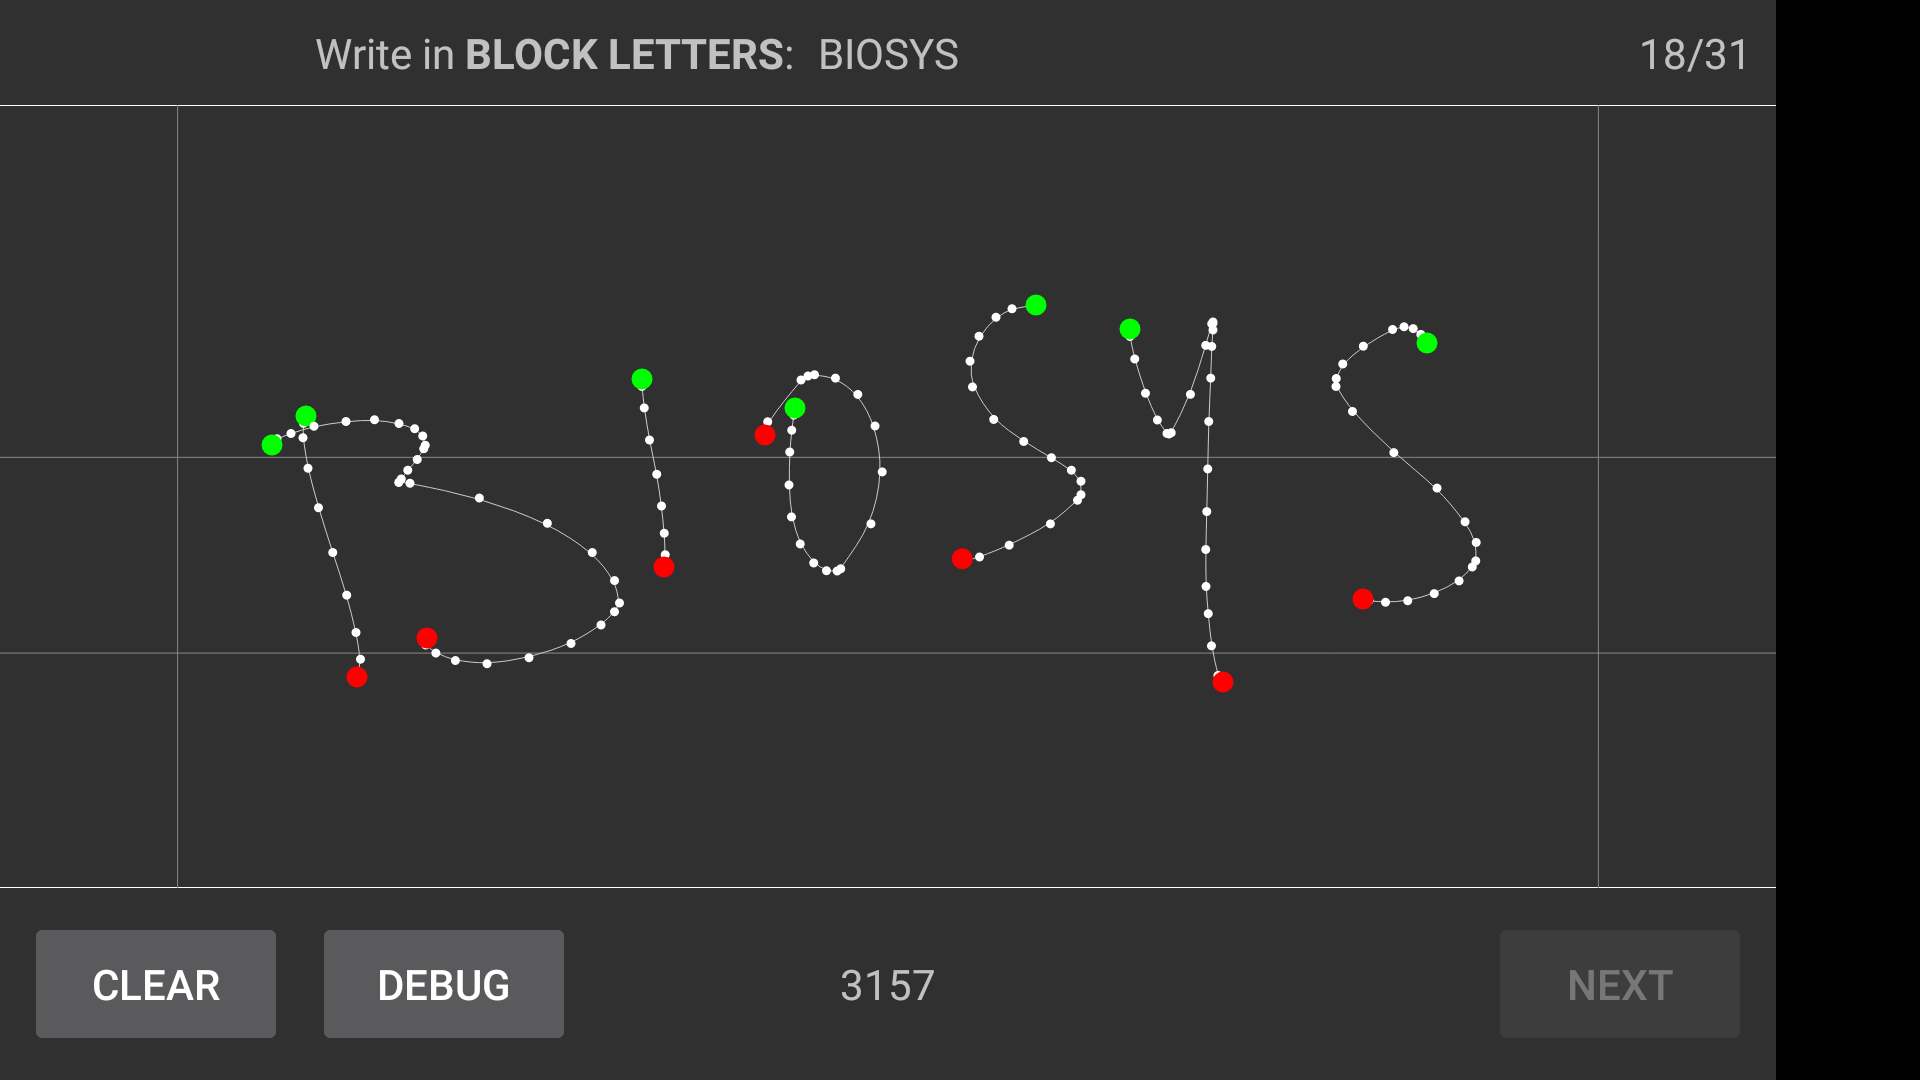 Write in BLOCK LETTERS: BIOSYS 18/31
BIOSYS
CLEAR DEBUG 3157 NEXT